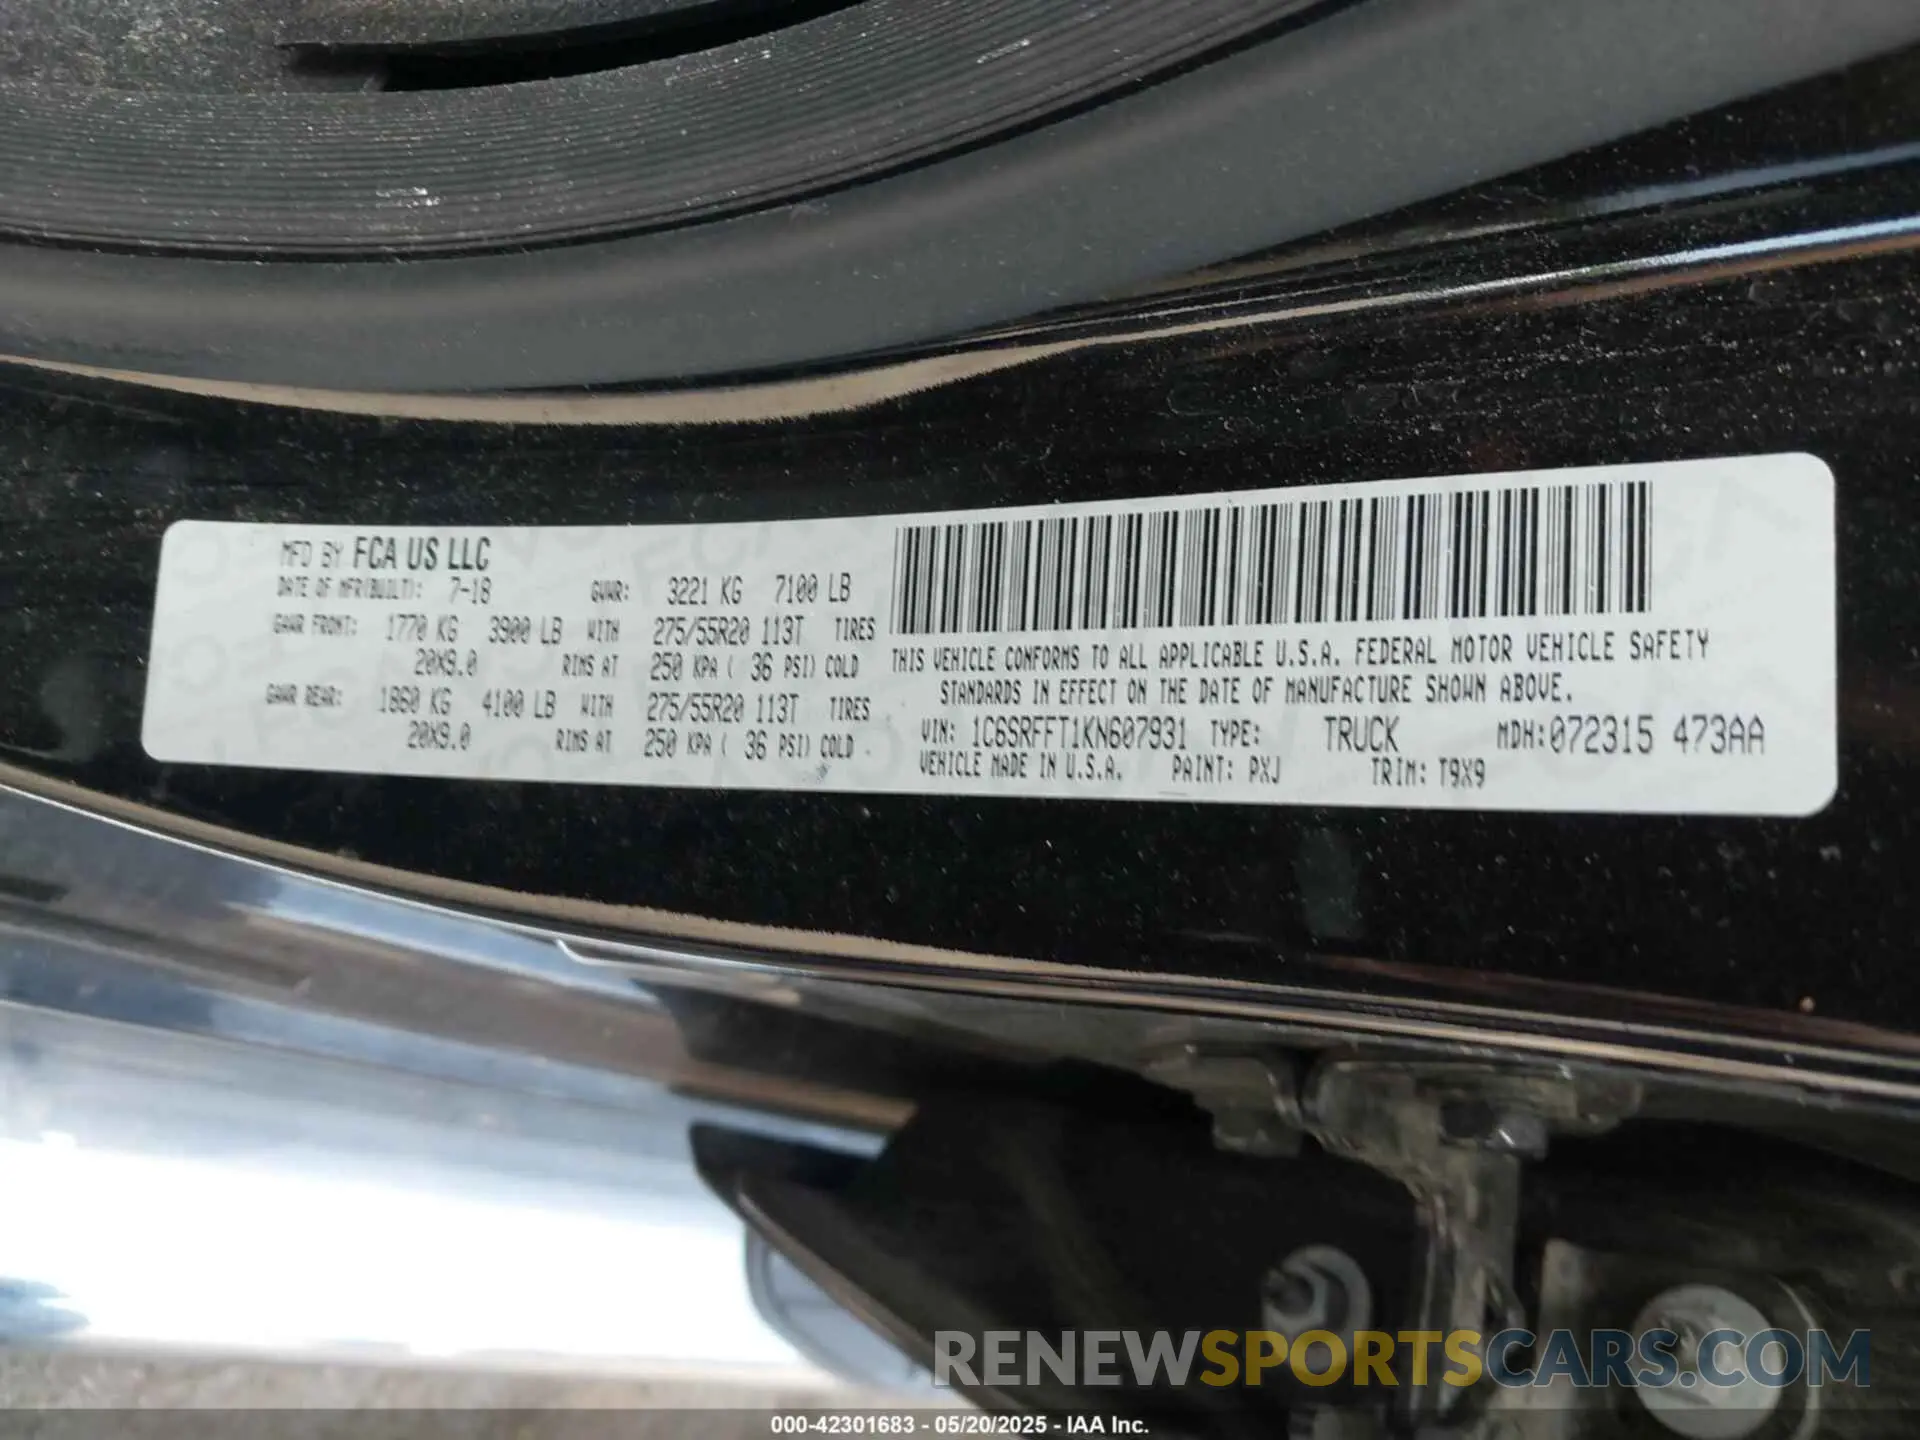 MFD BY FCA US LLC
DATE OF MFR(BUILT): 7-18 GVWR: 3221 KG 7100 LB
GAWR FRONT: 1770 KG 3900 LB WITH 275/55R20 113T TIRES
20X9.0 RIMS AT 250 KPA ( 36 PSI) COLD
GAWR REAR: 1860 KG 4100 LB WITH 275/55R20 113T TIRES
20X9.0 RIMS AT 250 KPA ( 36 PSI) COLD
THIS VEHICLE CONFORMS TO ALL APPLICABLE U.S.A. FEDERAL MOTOR VEHICLE SAFETY
STANDARDS IN EFFECT ON THE DATE OF MANUFACTURE SHOWN ABOVE.
VIN: 1C6SRFFT1KN607931 TYPE: TRUCK MDH:072315 473AA
VEHICLE MADE IN U.S.A. PAINT: PXJ TRIM: T9X9
RENEWSPORTSCARS.COM
000-42301683 - 05/20/2025 - IAA Inc.